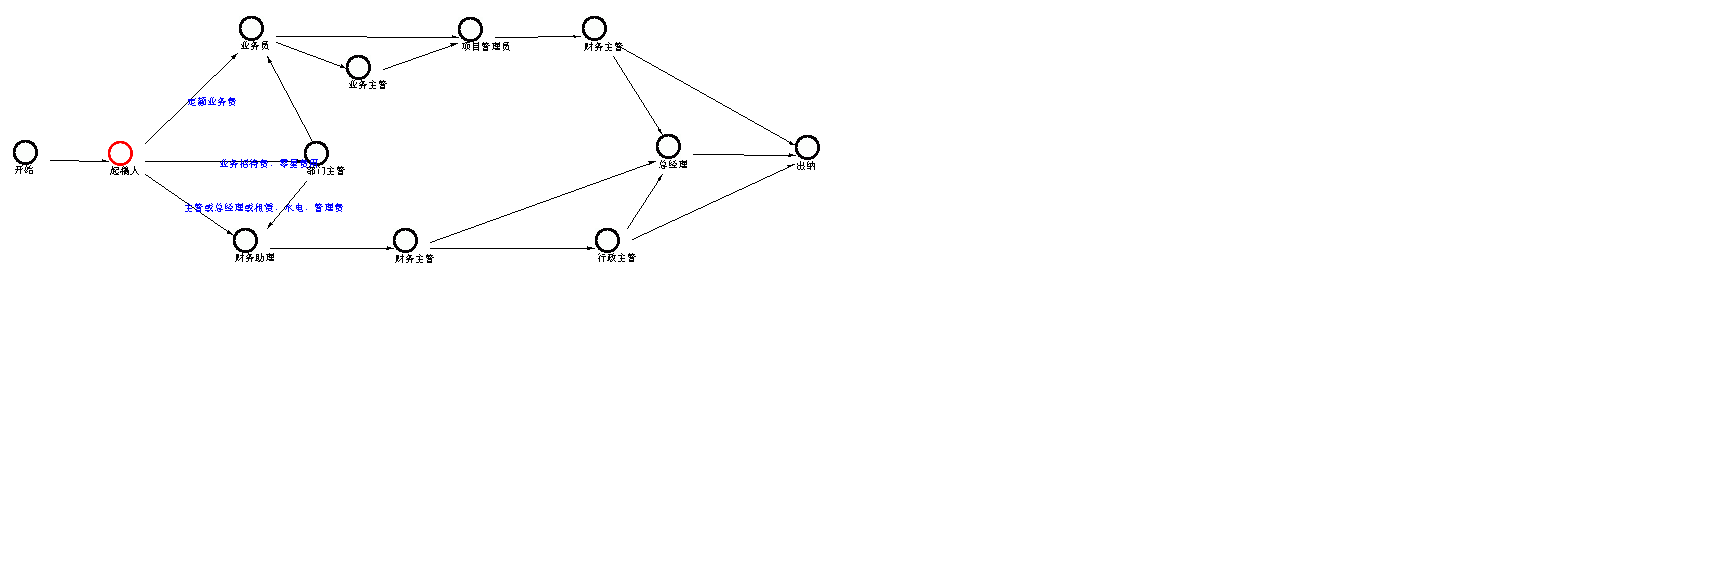 业务员
项目管理员
财务主管
业务主管
定额业务费
开始
起稿人
业务招待费、零星费用
部门主管
总经理
出纳
主管或总经理或租赁、水电、管理费
财务助理
财务主管
行政主管